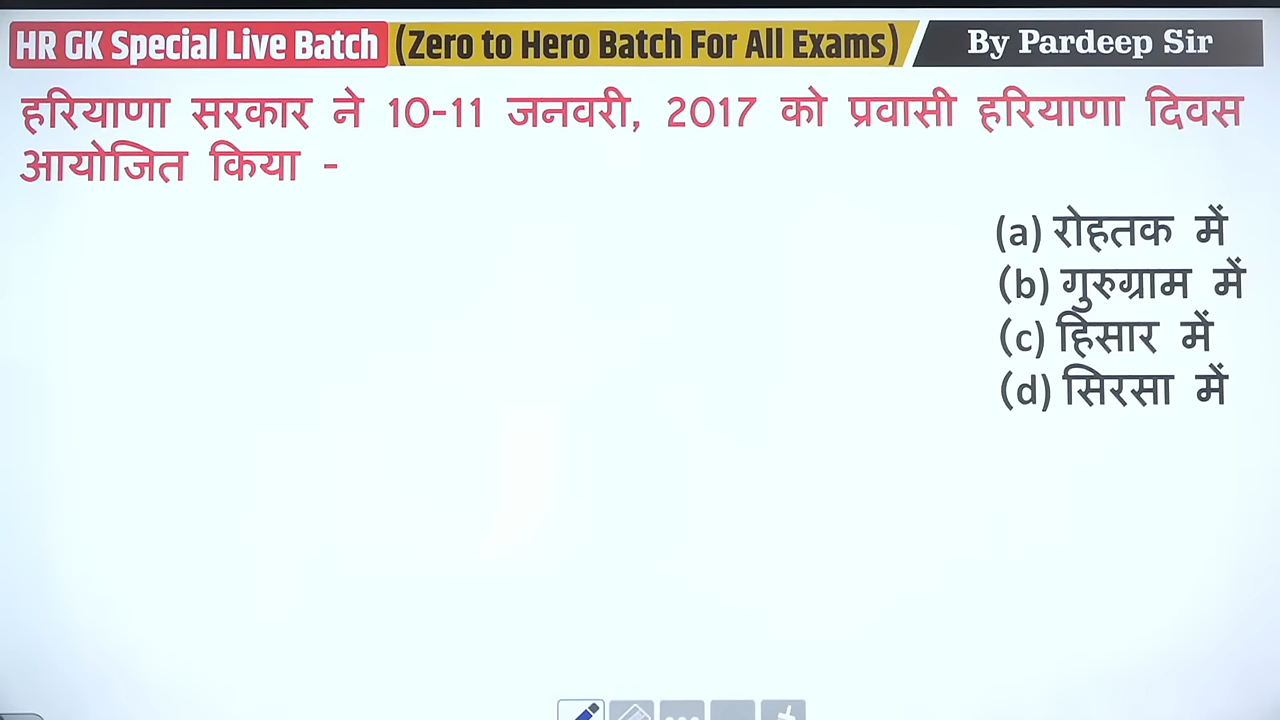 HR GK Special Live Batch (Zero to Hero Batch For All Exams) By Pardeep Sir
हरियाणा सरकार ने 10-11 जनवरी, 2017 को प्रवासी हरियाणा दिवस
आयोजित किया -
(a) रोहतक में
(b) गुरुग्राम में
(c) हिसार में
(d) सिरसा में